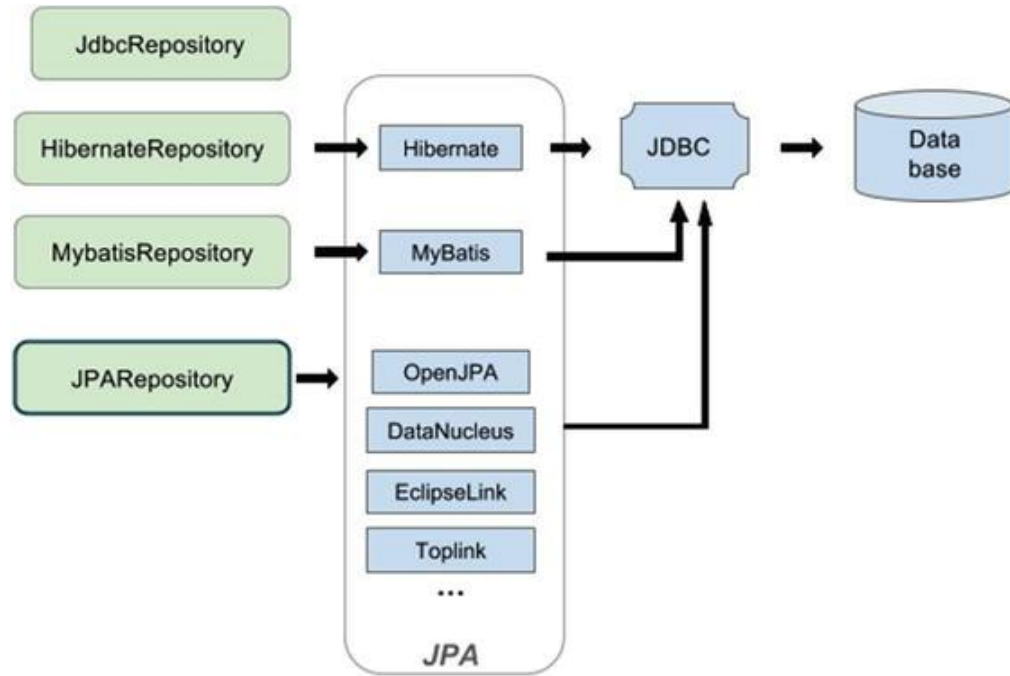 JdbcRepository
HibernateRepository
MybatisRepository
JPARepository
Hibernate
MyBatis
OpenJPA
DataNucleus
EclipseLink
Toplink
...
JPA
JDBC
Data
base